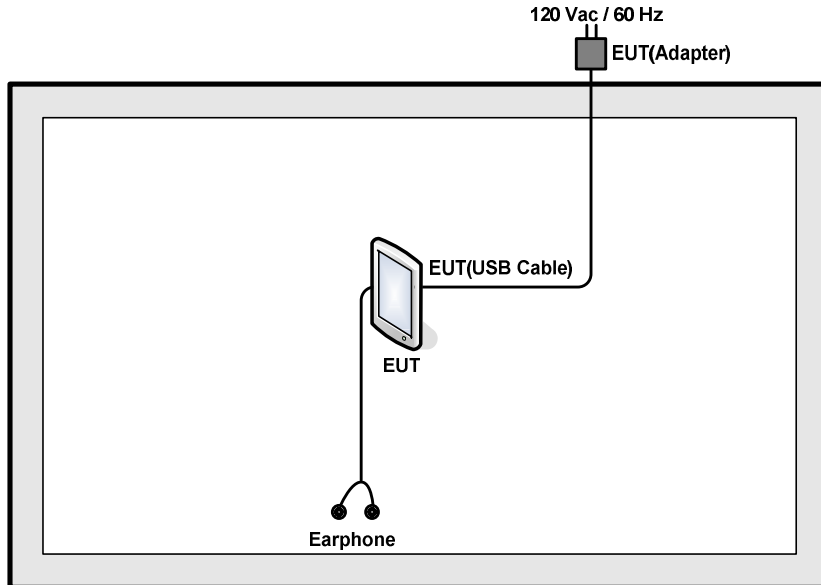 120 Vac / 60 Hz
EUT(Adapter)
EUT(USB Cable)
EUT
Earphone